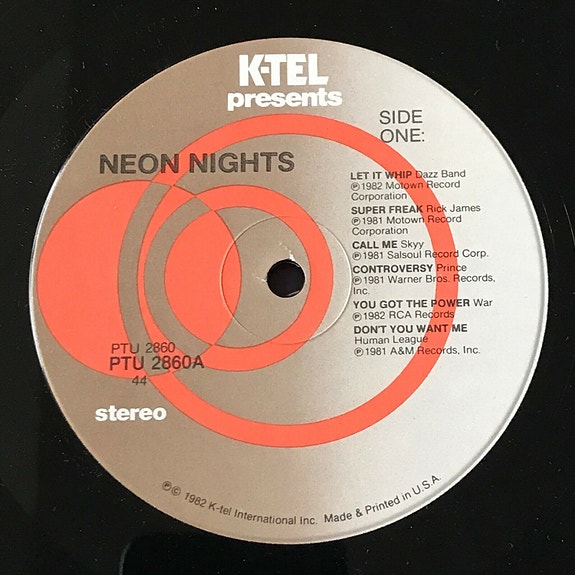 K-TEL
presents
SIDE
ONE:
NEON NIGHTS
LET IT WHIP Dazz Band
℗1982 Motown Record
Corporation
SUPER FREAK Rick James
℗1981 Motown Record
Corporation
CALL ME Skyy
℗1981 Salsoul Record Corp.
CONTROVERSY Prince
℗1981 Warner Bros. Records,
Inc.
YOU GOT THE POWER War
℗1982 RCA Records
DON'T YOU WANT ME
Human League
℗1981 A&M Records, Inc.
PTU 2860
PTU 2860A
44
stereo
℗© 1982 K-tel International Inc. Made & Printed in U.S.A.